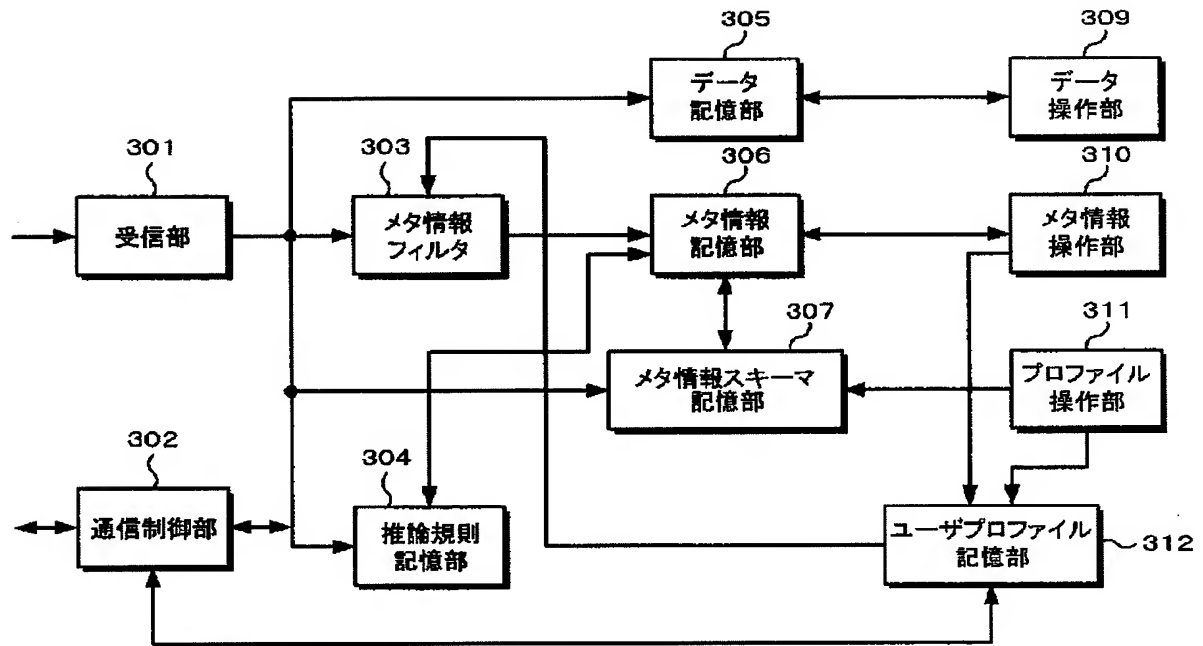 305
データ
記憶部
309
データ
操作部
301
受信部
303
メタ情報
フィルタ
306
メタ情報
記憶部
310
メタ情報
操作部
307
メタ情報スキーマ
記憶部
311
プロファイル
操作部
302
通信制御部
304
推論規則
記憶部
ユーザプロファイル
記憶部
312